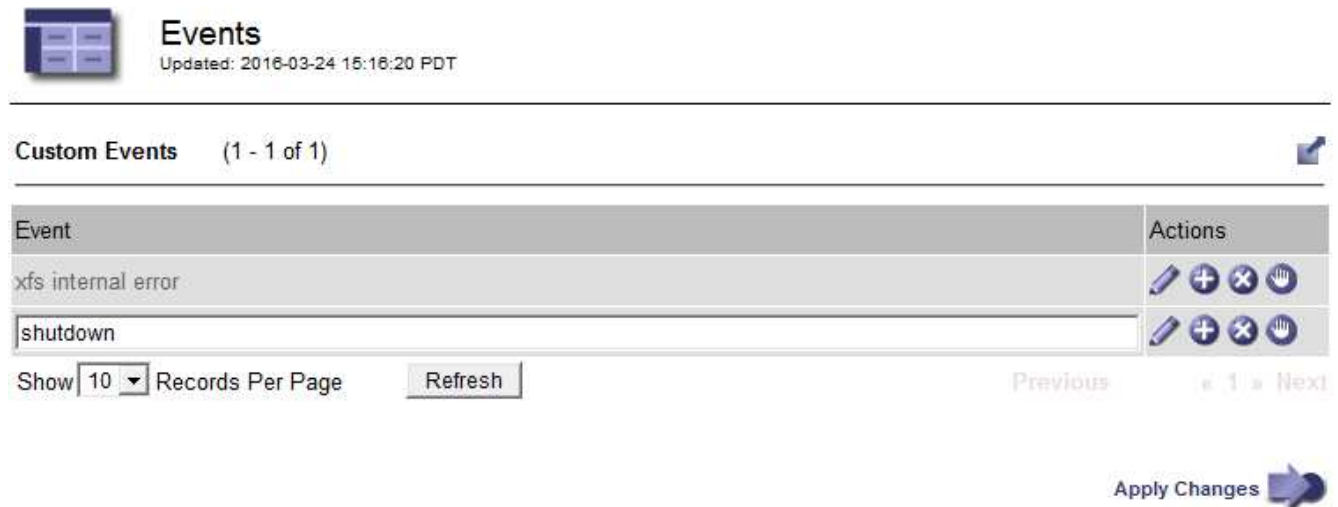 Events
Updated: 2016-03-24 15:16:20 PDT
Custom Events (1 - 1 of 1)
Event Actions
xfs internal error
shutdown
Show 10 Records Per Page Refresh Previous « 1 » Next
Apply Changes